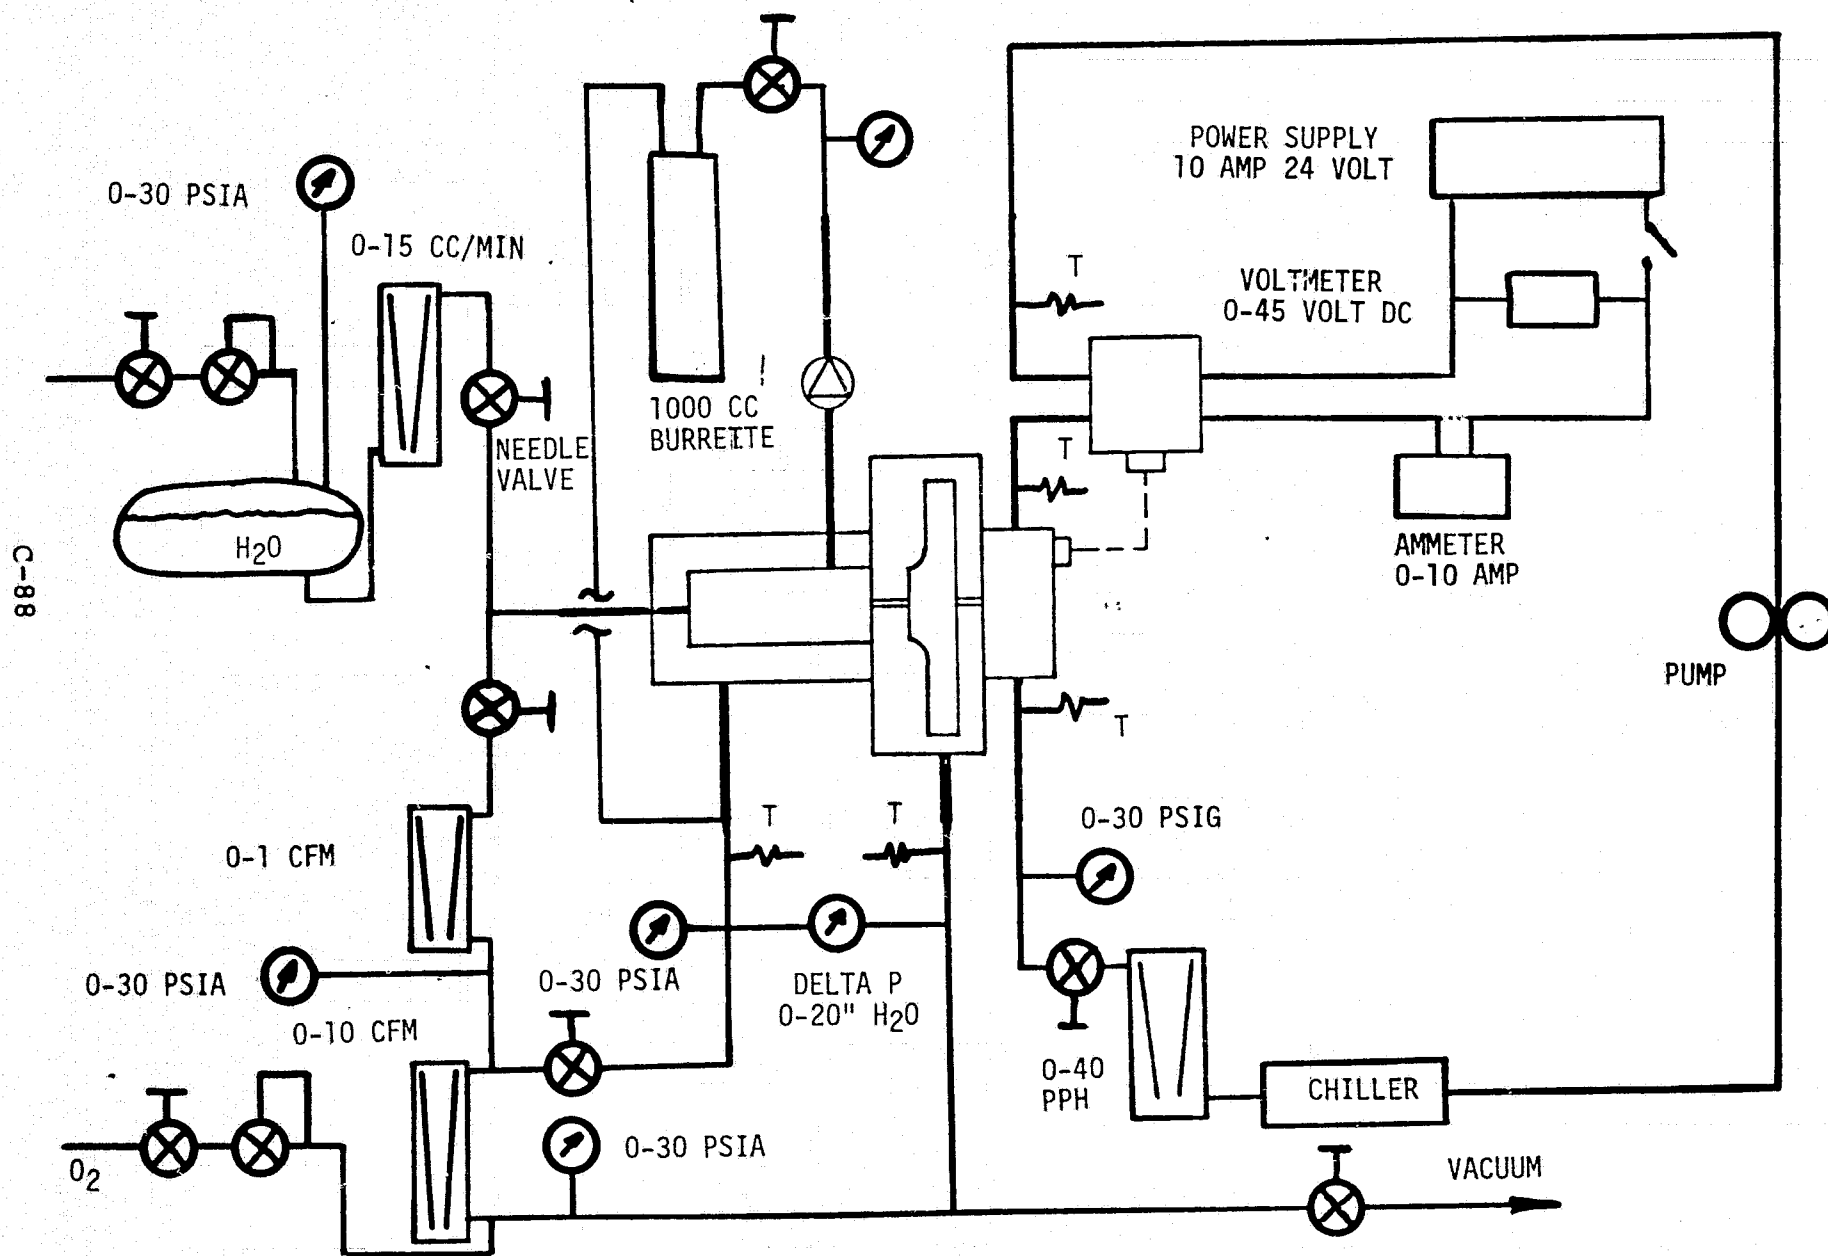 POWER SUPPLY
10 AMP 24 VOLT
0-30 PSIA
0-15 CC/MIN
T
VOLTMETER
0-45 VOLT DC
1000 CC
BURRETTE
NEEDLE
VALVE
T
H2O
AMMETER
0-10 AMP
C-88
PUMP
T
T
T
0-30 PSIG
0-1 CFM
0-30 PSIA
0-30 PSIA
DELTA P
0-20" H2O
0-10 CFM
0-40
PPH
CHILLER
0-30 PSIA
O2
VACUUM